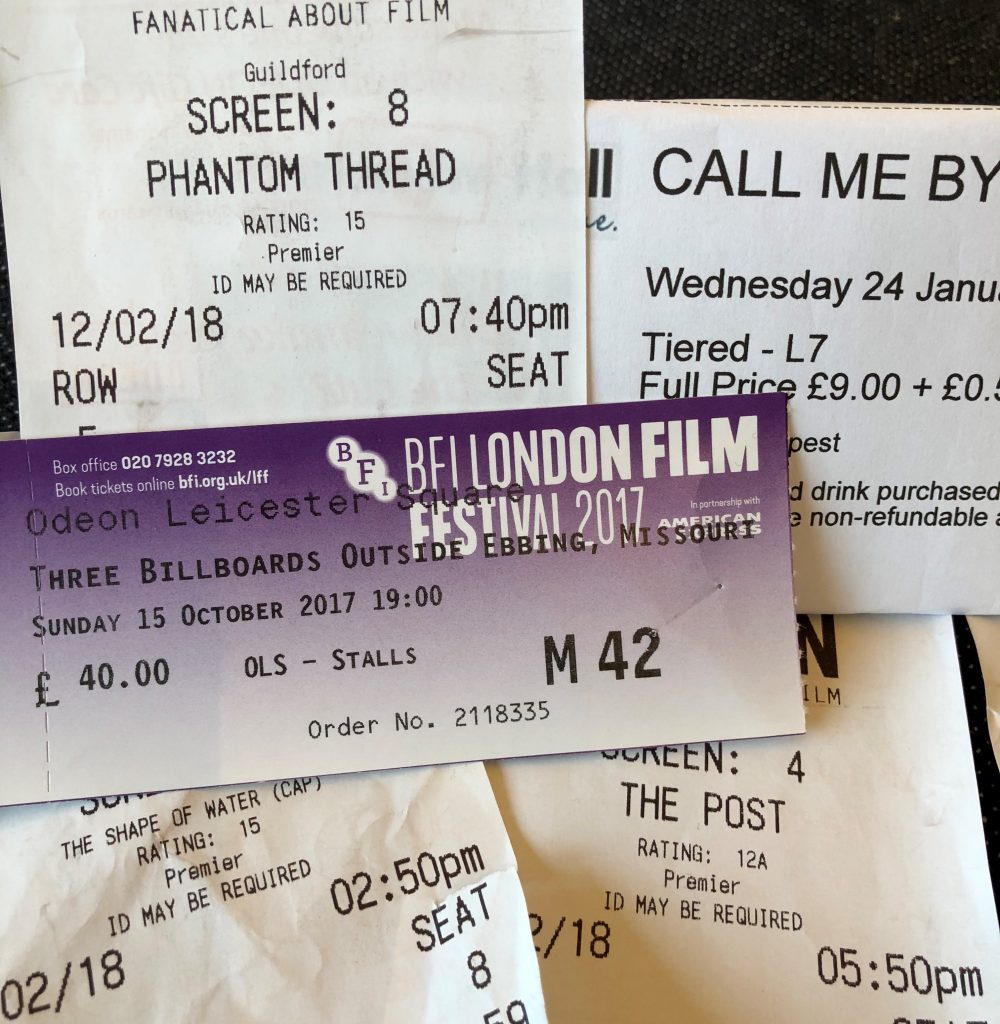 FANATICAL ABOUT FILM
Guildford
SCREEN: 8
PHANTOM THREAD
RATING: 15
Premier
ID MAY BE REQUIRED
12/02/18 07:40pm
ROW SEAT
CALL ME BY
Wednesday 24 Janu
Tiered - L7
Full Price £9.00 + £0.5
pest
d drink purchased
e non-refundable a
Box office 020 7928 3232
Book tickets online bfi.org.uk/lff
BFI
BFI LONDON FILM
FESTIVAL 2017
In partnership with
AMERICAN
EXPRESS
Odeon Leicester Square
THREE BILLBOARDS OUTSIDE EBBING, MISSOURI
SUNDAY 15 OCTOBER 2017 19:00
£ 40.00 OLS - STALLS M 42
Order No. 2118335
THE SHAPE OF WATER (CAP)
RATING: 15
Premier
ID MAY BE REQUIRED
02/18 02:50pm
SEAT
8
59
N
ILM
SCREEN: 4
THE POST
RATING: 12A
Premier
ID MAY BE REQUIRED
2/18 05:50pm